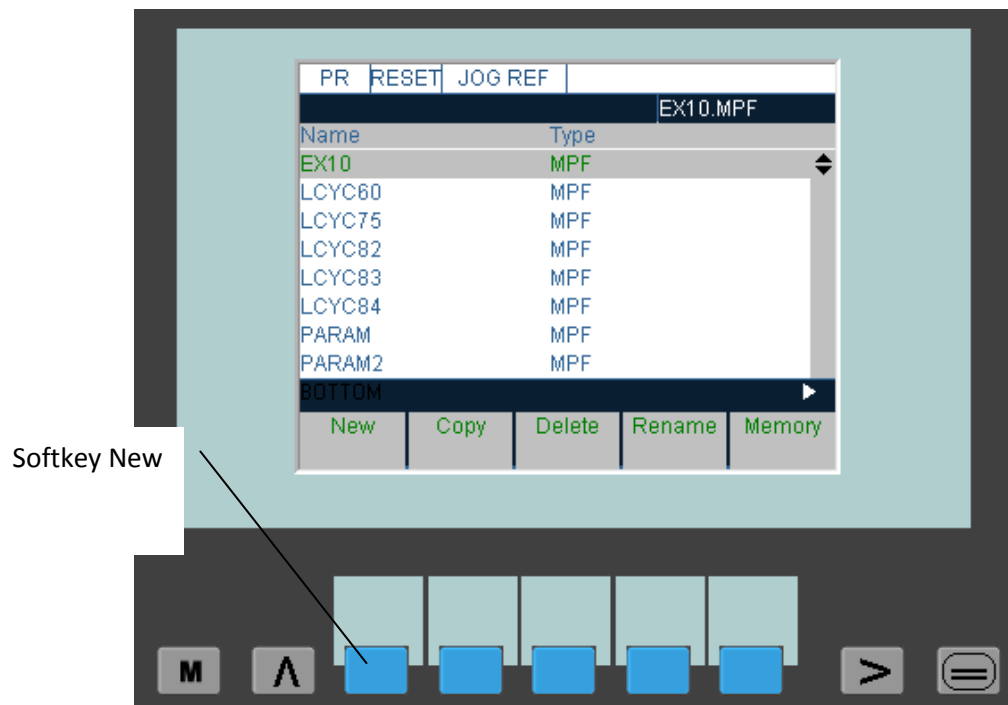 PR RESET JOG REF
EX10.MPF
Name Type
EX10 MPF
LCYC60 MPF
LCYC75 MPF
LCYC82 MPF
LCYC83 MPF
LCYC84 MPF
PARAM MPF
PARAM2 MPF
BOTTOM
New Copy Delete Rename Memory
Softkey New
M Λ > =